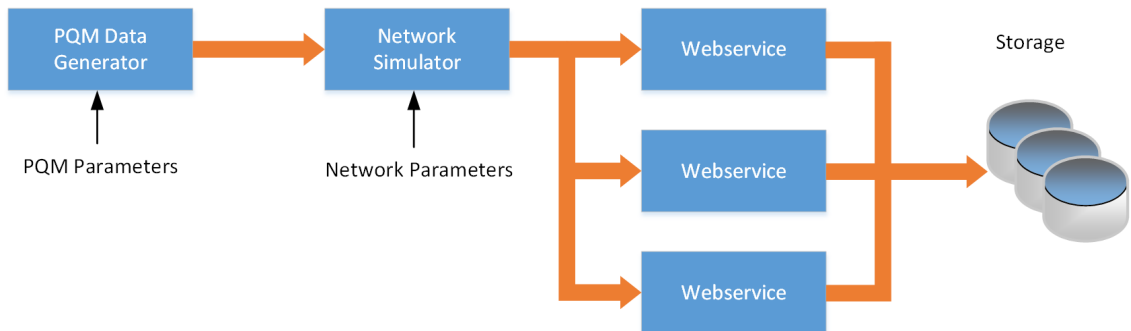 PQM Data
Generator
Network
Simulator
Webservice
Storage
PQM Parameters
Network Parameters
Webservice
Webservice